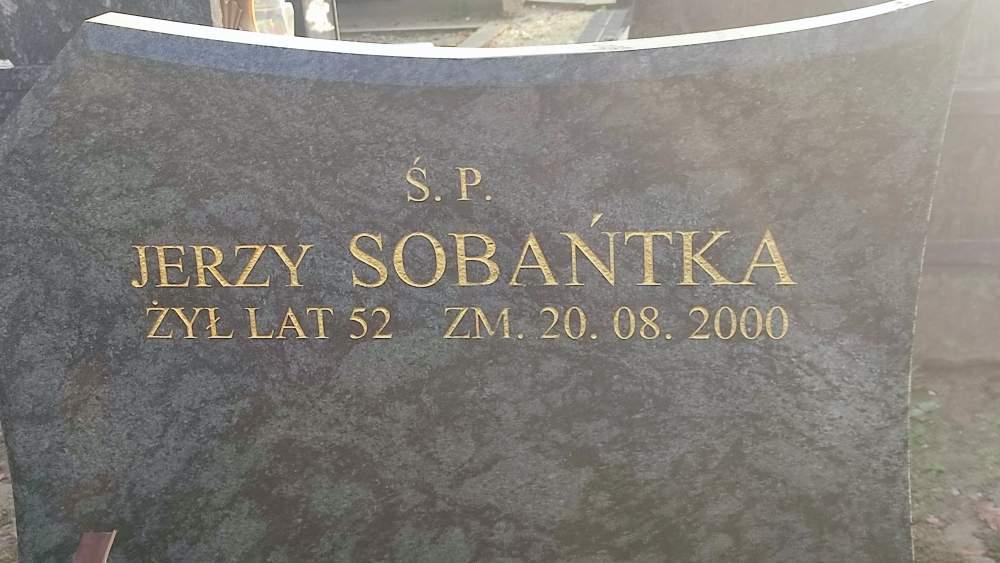 Ś. P.
JERZY SOBAŃTKA
ŻYŁ LAT 52 ZM. 20. 08. 2000